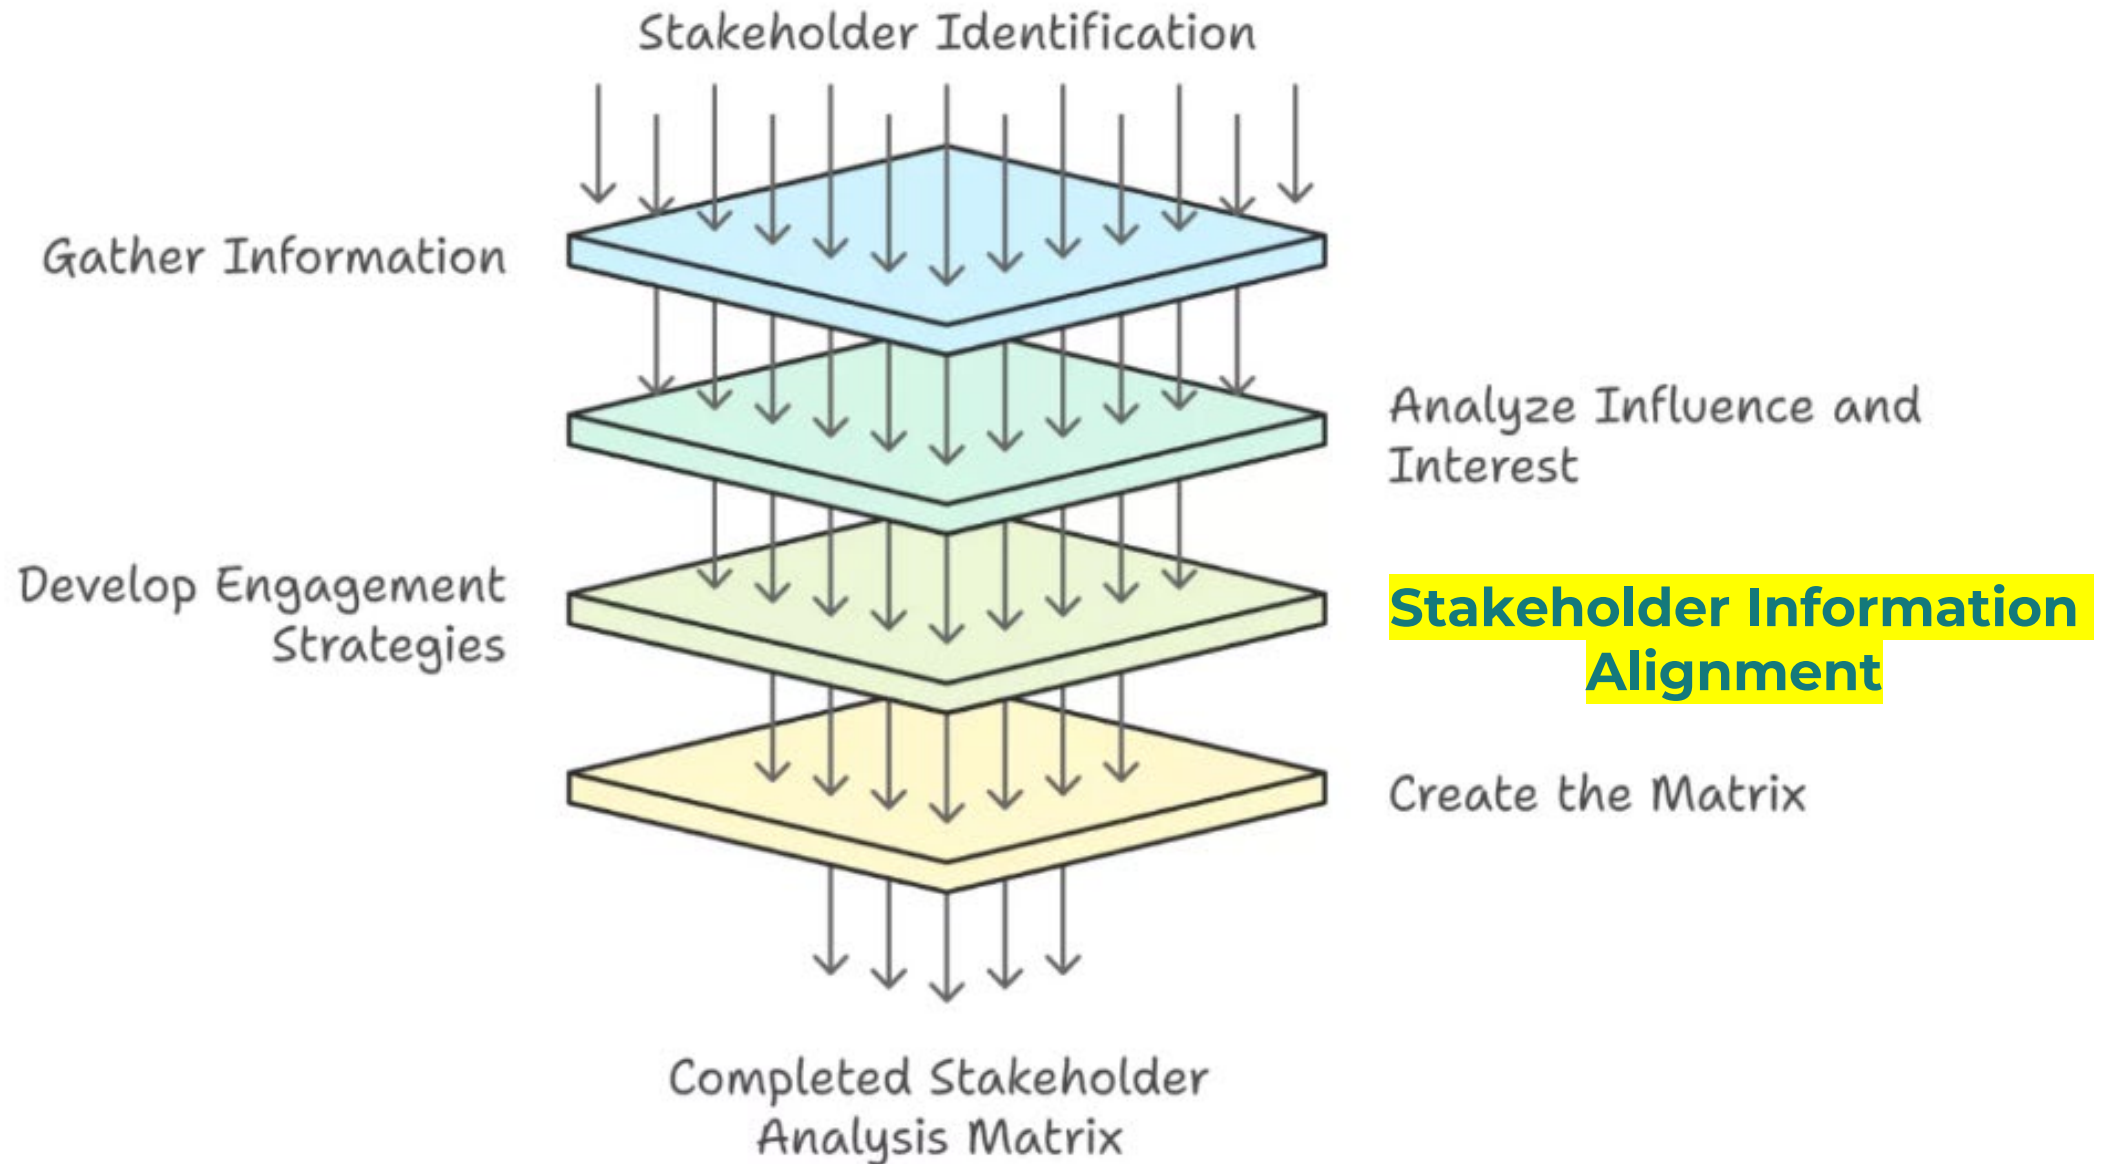 Stakeholder Identification
Gather Information
Analyze Influence and
Interest
Develop Engagement
Strategies
Stakeholder Information
Alignment
Create the Matrix
Completed Stakeholder
Analysis Matrix